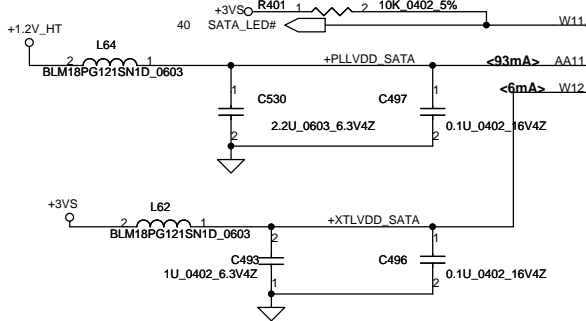 +3VS R401 1 2 10K_0402_5%
40 SATA_LED# W11
+1.2V_HT
L64
2 1 +PLLVDD_SATA <93mA> AA11
BLM18PG121SN1D_0603
<6mA> W12
1 C530 C497 1
2 2
2.2U_0603_6.3V4Z 0.1U_0402_16V4Z
+3VS
L62
2 1 +XTLVDD_SATA
BLM18PG121SN1D_0603
2 C493 C496 1
1U_0402_6.3V4Z 0.1U_0402_16V4Z
1 2